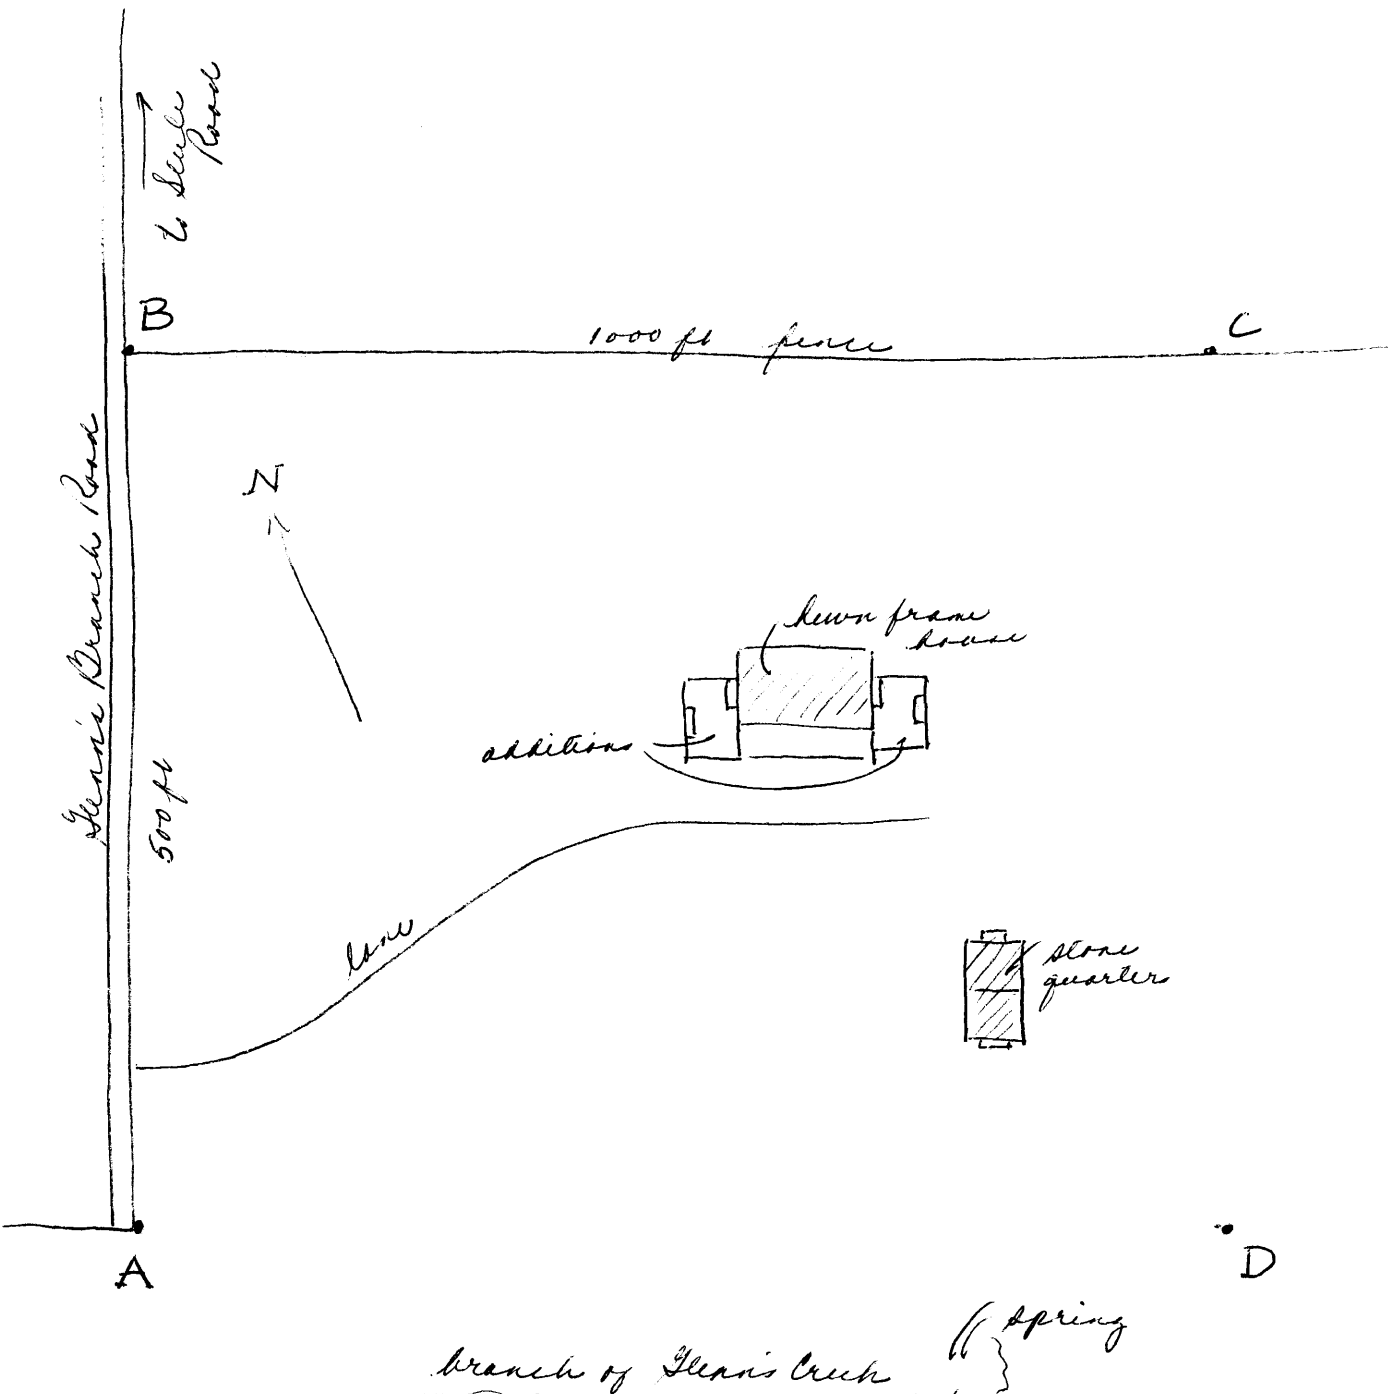 to Steele
Road
B
1000 ft fence
C
N
Glenn's Branch Road
hewn frame
house
additions
500 ft
lane
stone
quarters
A
D
spring
branch of Glenn's Creek